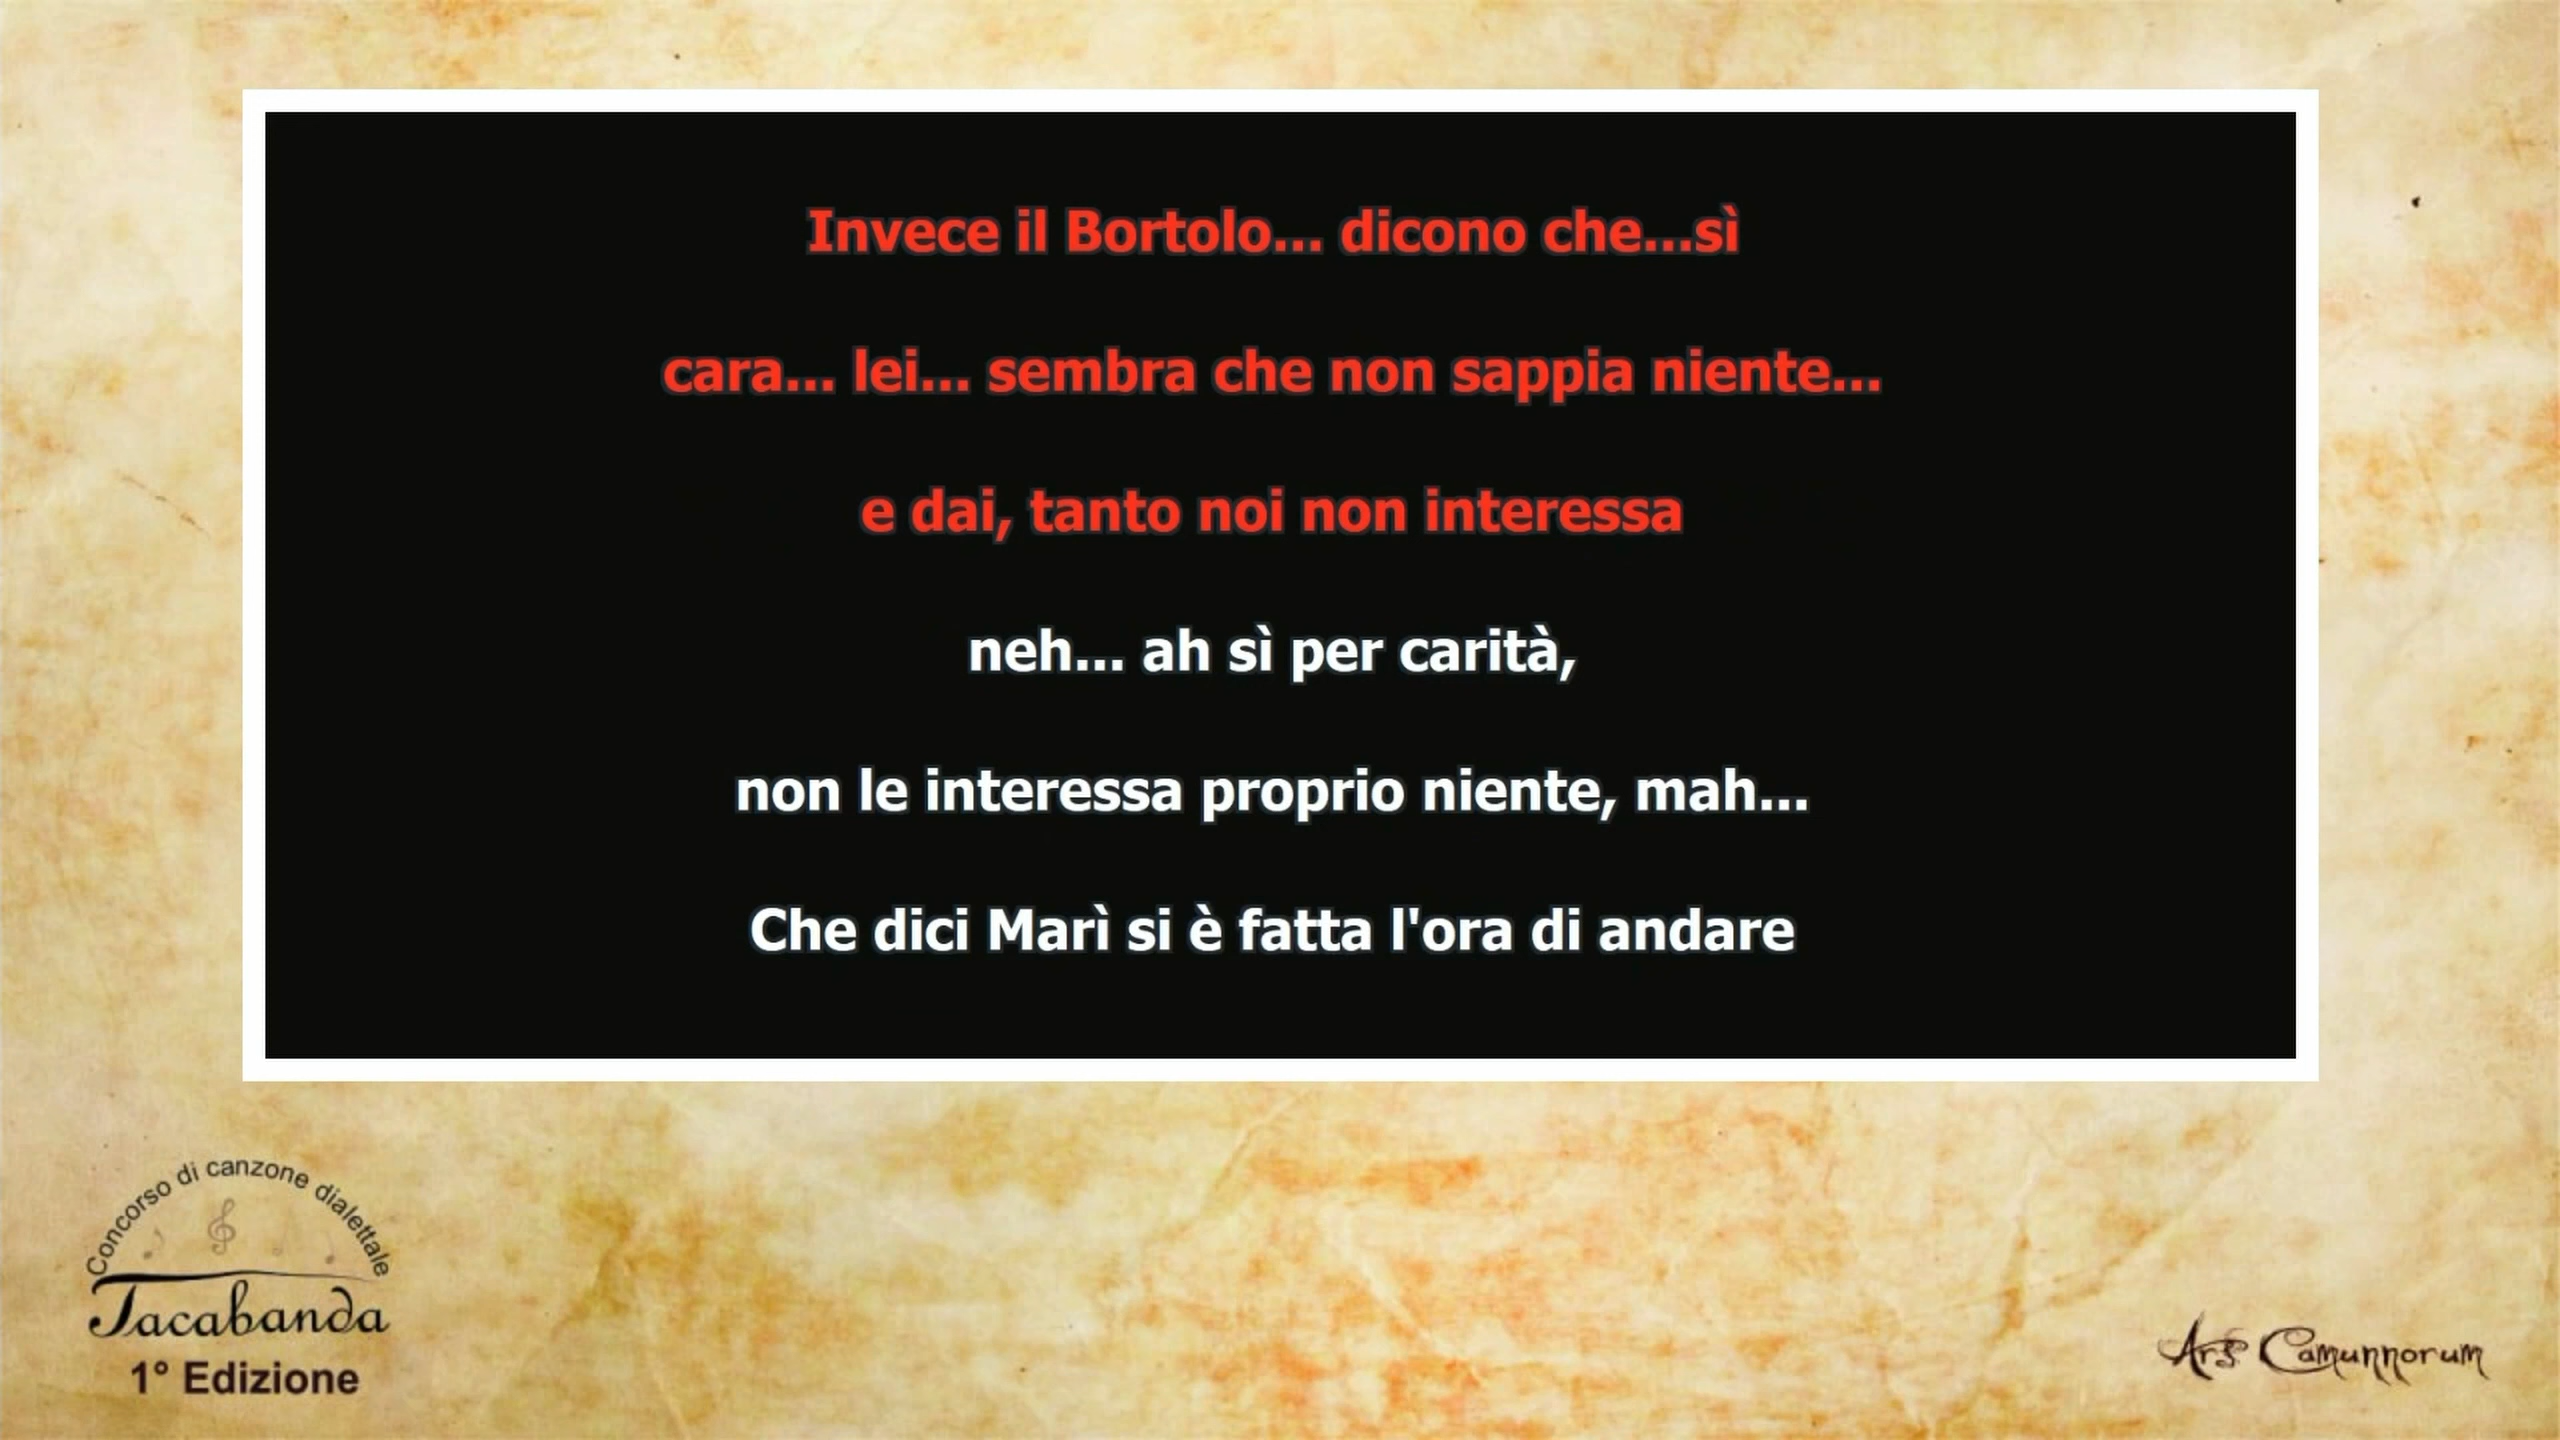 Invece il Bortolo... dicono che...sì
cara... lei... sembra che non sappia niente...
e dai, tanto noi non interessa
neh... ah sì per carità,
non le interessa proprio niente, mah...
Che dici Marì si è fatta l'ora di andare
Concorso di canzone dialettale
Tacabanda
1° Edizione
Ars Camunnorum